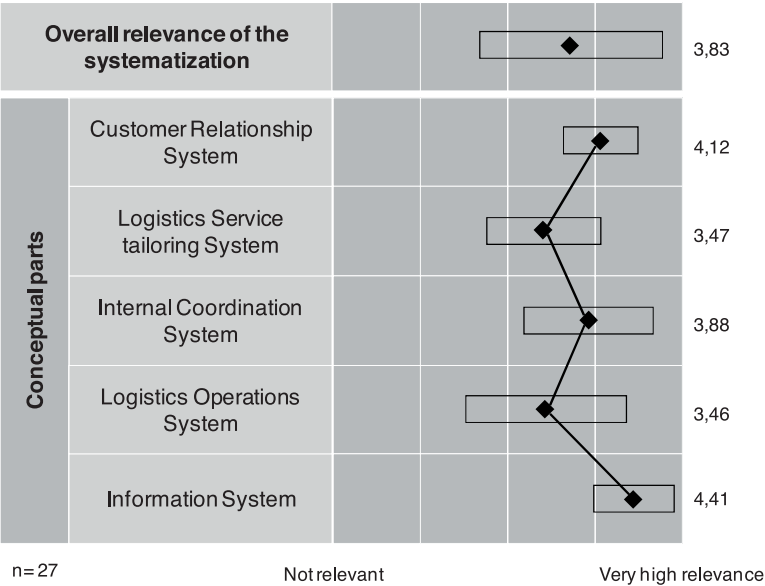 Overall relevance of the
systematization
3,83
Conceptual parts
Customer Relationship
System
4,12
Logistics Service
tailoring System
3,47
Internal Coordination
System
3,88
Logistics Operations
System
3,46
Information System
4,41
n=27
Not relevant
Very high relevance